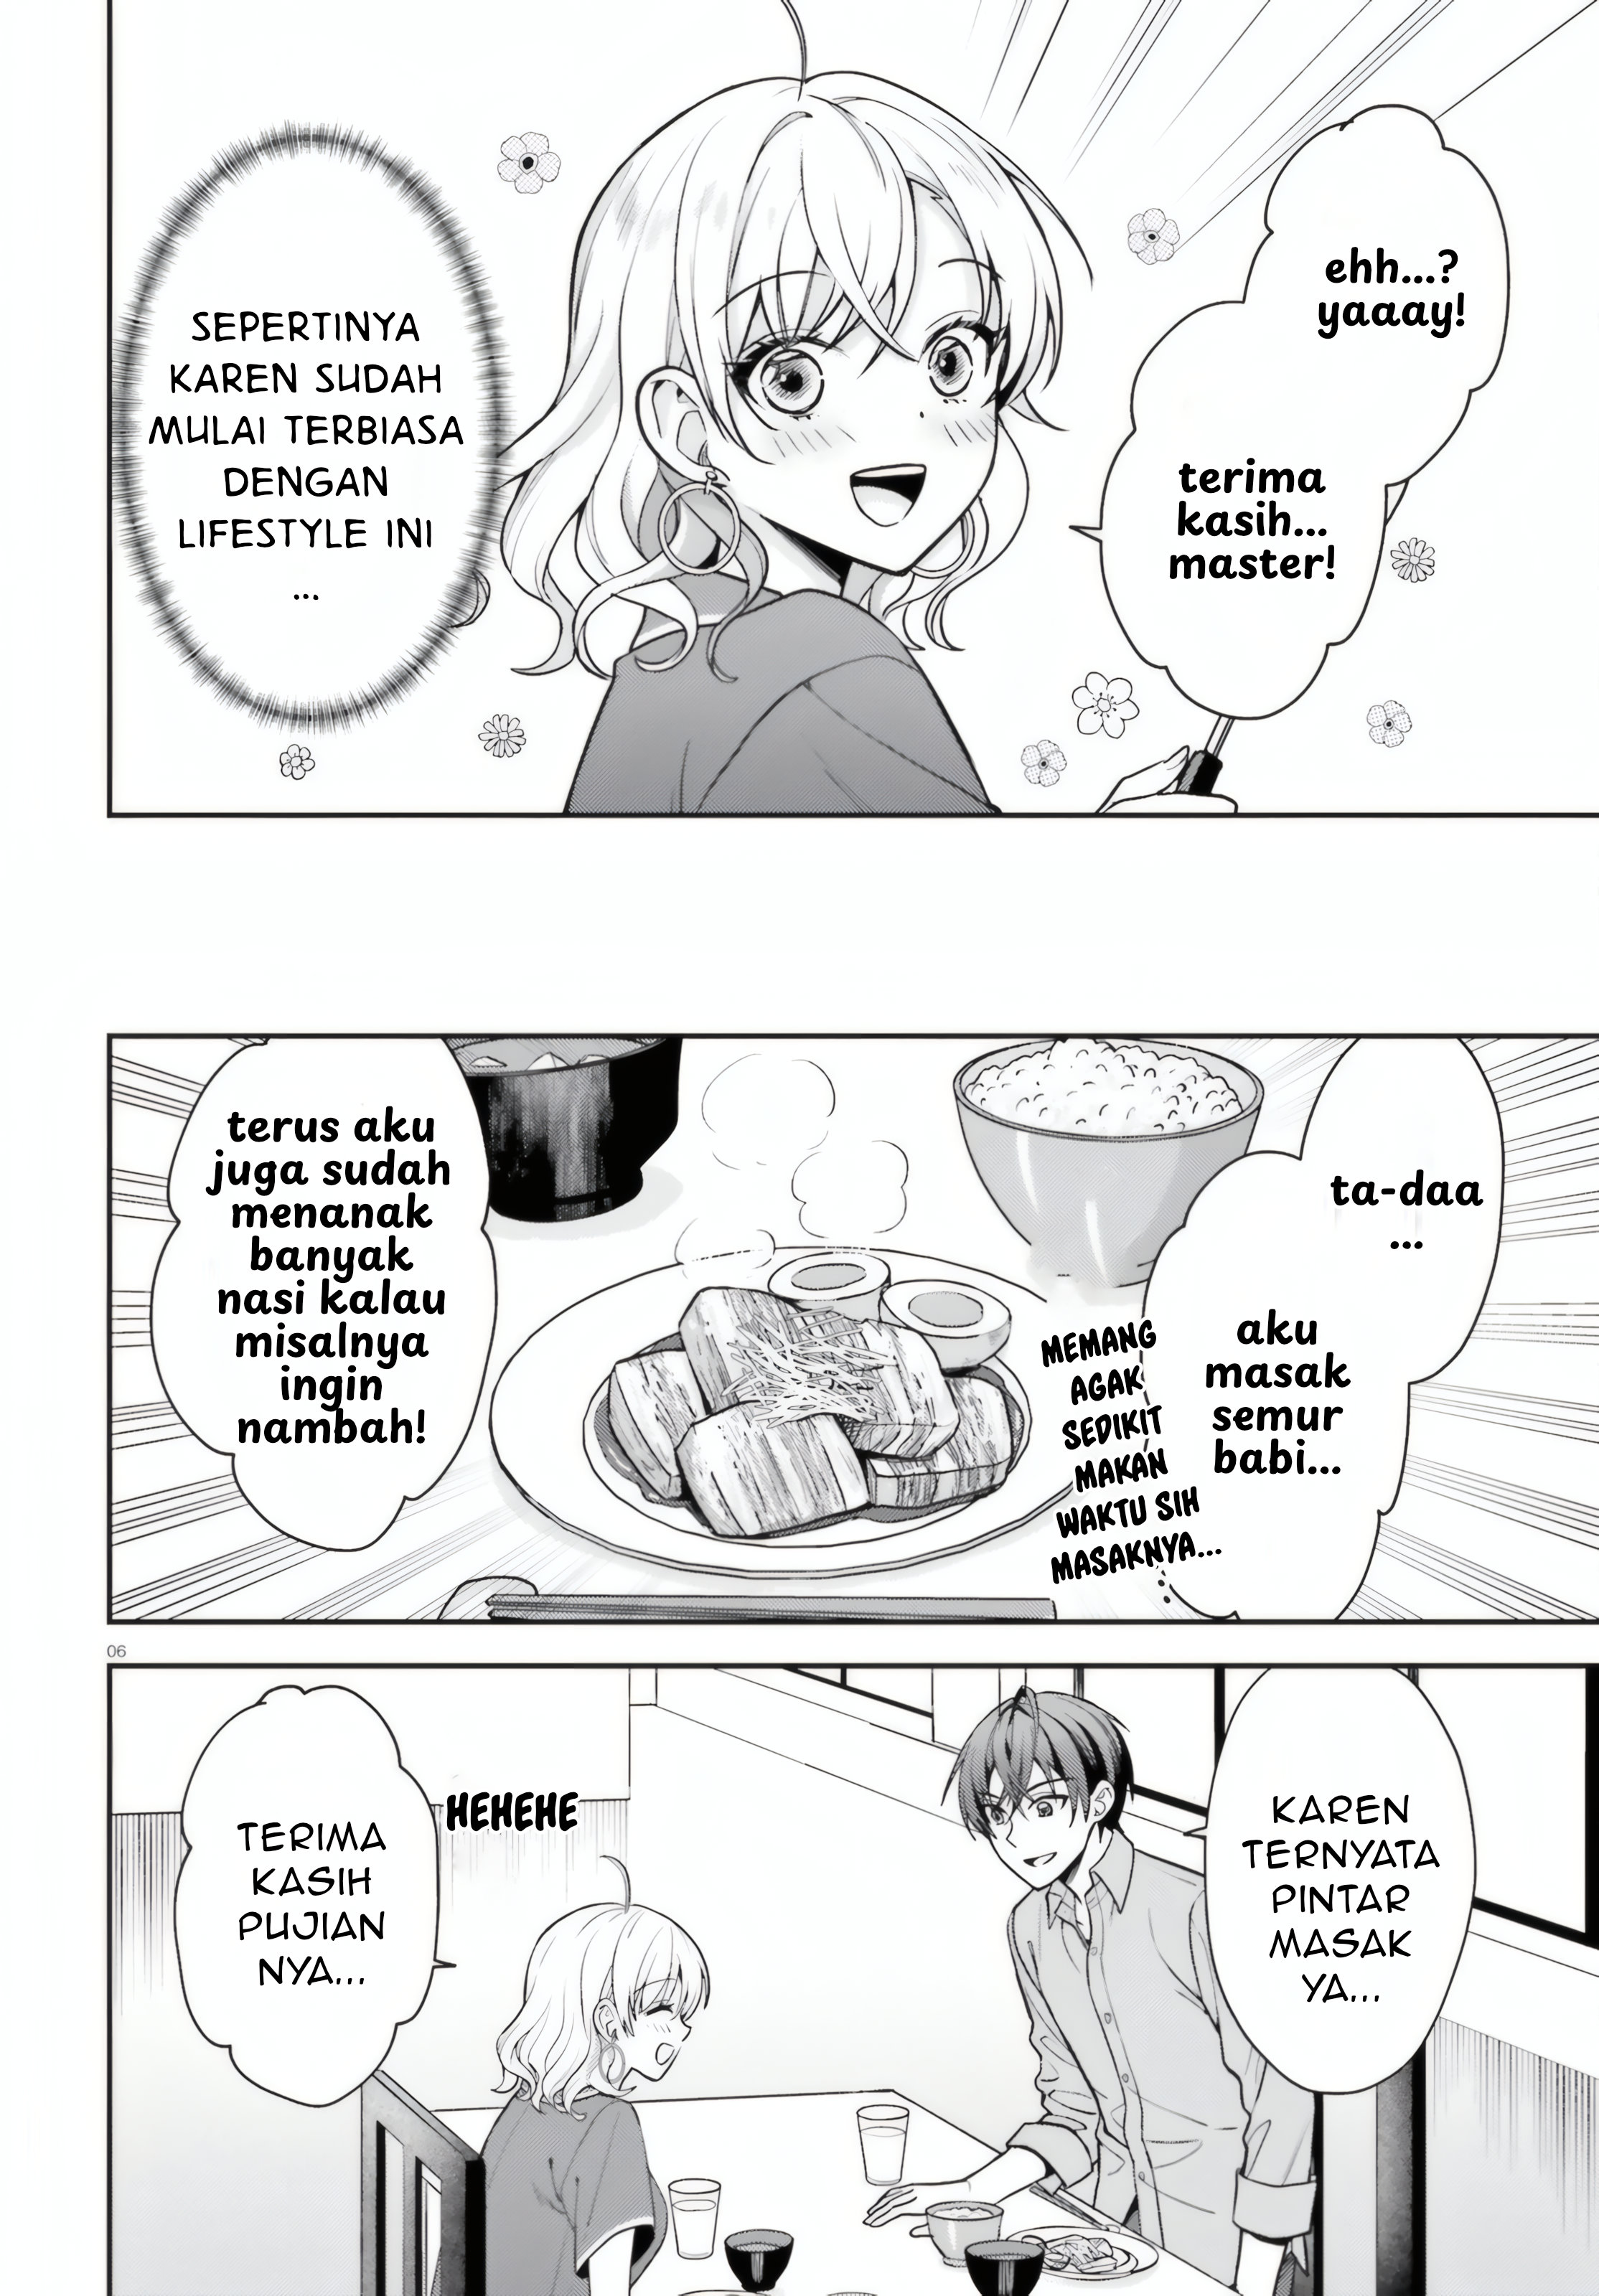 ehh...?
yaaay!
terima
kasih...
master!
SEPERTINYA
KAREN SUDAH
MULAI TERBIASA
DENGAN
LIFESTYLE INI
...
ta-daa
...
aku
masak
semur
babi...
MEMANG
AGAK
SEDIKIT
MAKAN
WAKTU SIH
MASAKNYA...
terus aku
juga sudah
menanak
banyak
nasi kalau
misalnya
ingin
nambah!
06
KAREN
TERNYATA
PINTAR
MASAK
YA...
HEHEHE
TERIMA
KASIH
PUJIAN
NYA...